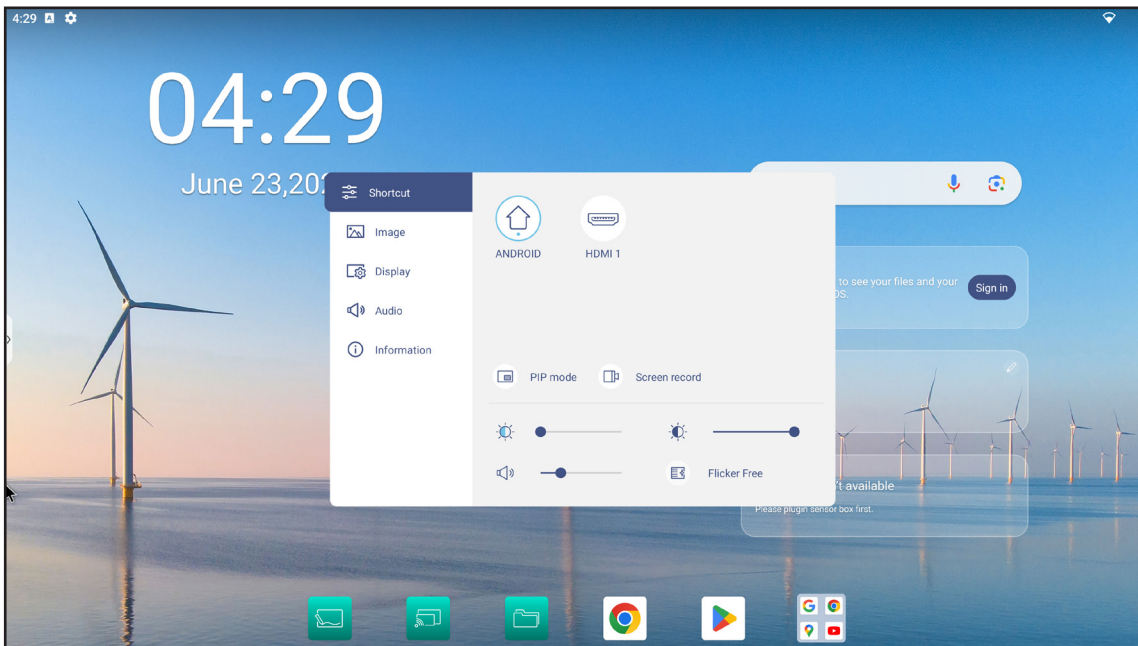 4:29 A
04:29
June 23,202
Shortcut
Image
Display
Audio
Information
ANDROID
HDMI 1
PIP mode
Screen record
Flicker Free
to see your files and your
OS.
Sign in
't available
Please plugin sensor box first.